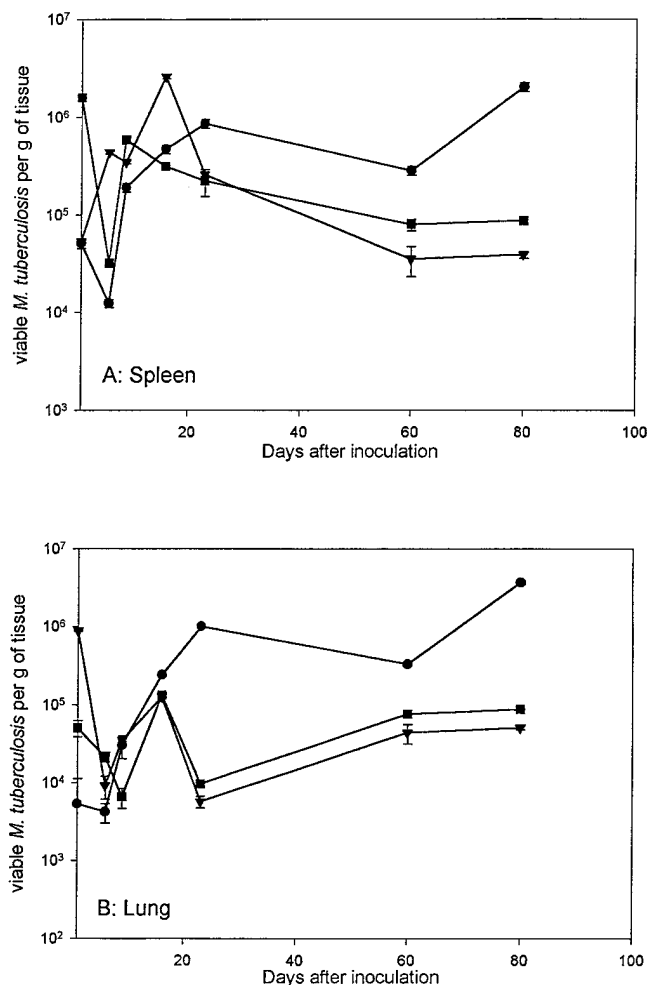 viable M. tuberculosis per g of tissue
10⁷
10⁶
10⁵
10⁴
10³
A: Spleen
20 40 60 80 100
Days after inoculation
viable M. tuberculosis per g of tissue
10⁷
10⁶
10⁵
10⁴
10³
10²
B: Lung
20 40 60 80 100
Days after inoculation